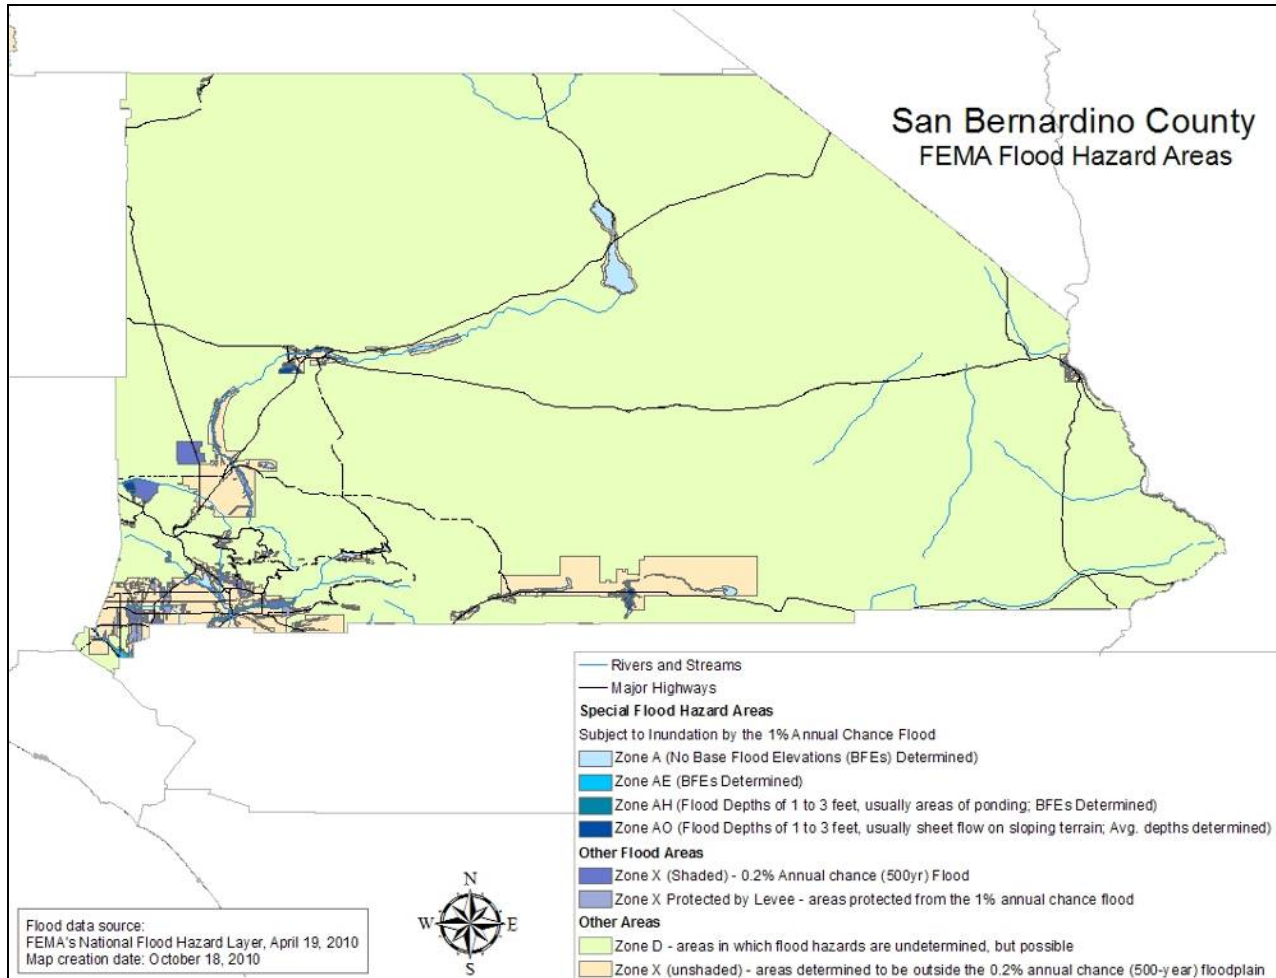 San Bernardino County
FEMA Flood Hazard Areas
Rivers and Streams
Major Highways
Special Flood Hazard Areas
Subject to Inundation by the 1% Annual Chance Flood
Zone A (No Base Flood Elevations (BFEs) Determined)
Zone AE (BFEs Determined)
Zone AH (Flood Depths of 1 to 3 feet, usually areas of ponding; BFEs Determined)
Zone AO (Flood Depths of 1 to 3 feet, usually sheet flow on sloping terrain; Avg. depths determined)
Other Flood Areas
Zone X (Shaded) - 0.2% Annual chance (500yr) Flood
Zone X Protected by Levee - areas protected from the 1% annual chance flood
Other Areas
Zone D - areas in which flood hazards are undetermined, but possible
Zone X (unshaded) - areas determined to be outside the 0.2% annual chance (500-year) floodplain
N
W E
S
Flood data source:
FEMA's National Flood Hazard Layer, April 19, 2010
Map creation date: October 18, 2010